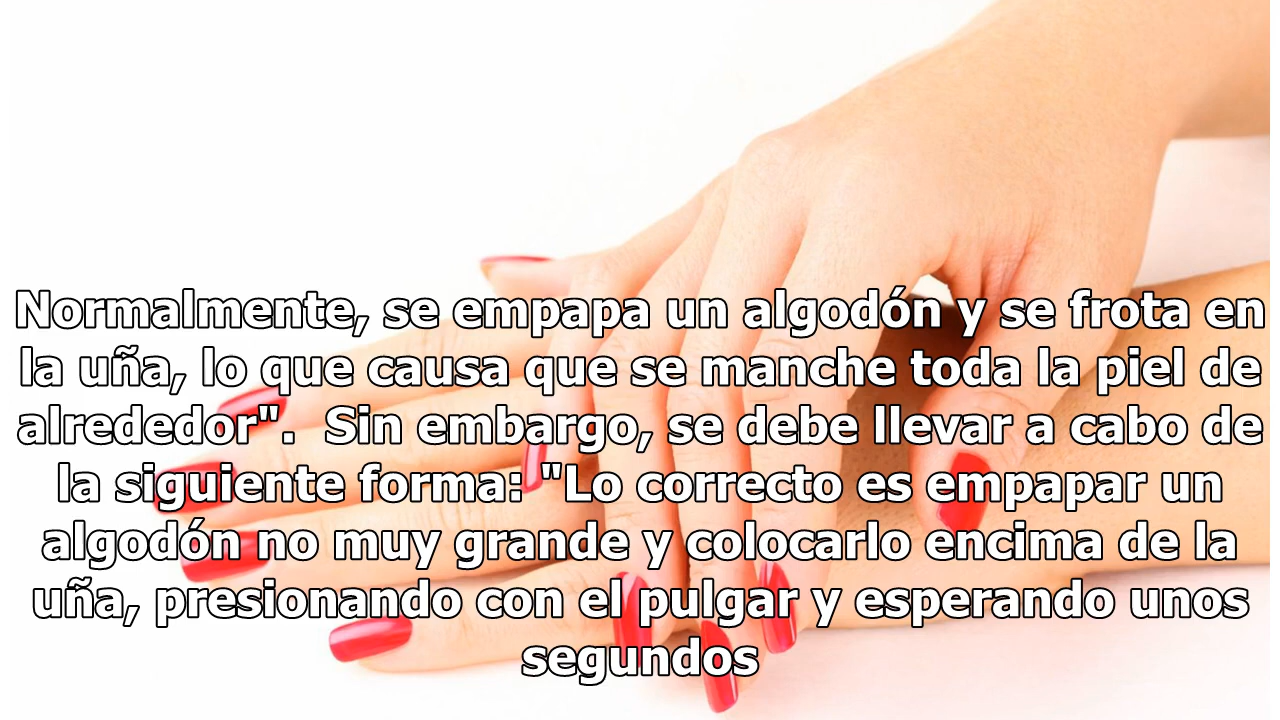 Normalmente, se empapa un algodón y se frota en
la uña, lo que causa que se manche toda la piel de
alrededor".  Sin embargo, se debe llevar a cabo de
la siguiente forma: "Lo correcto es empapar un
algodón no muy grande y colocarlo encima de la
uña, presionando con el pulgar y esperando unos
segundos